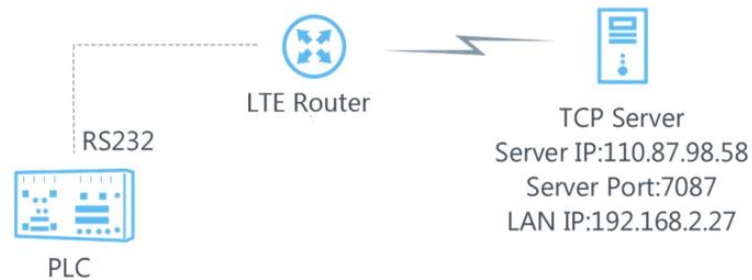 LTE Router
RS232
PLC
TCP Server
Server IP:110.87.98.58
Server Port:7087
LAN IP:192.168.2.27